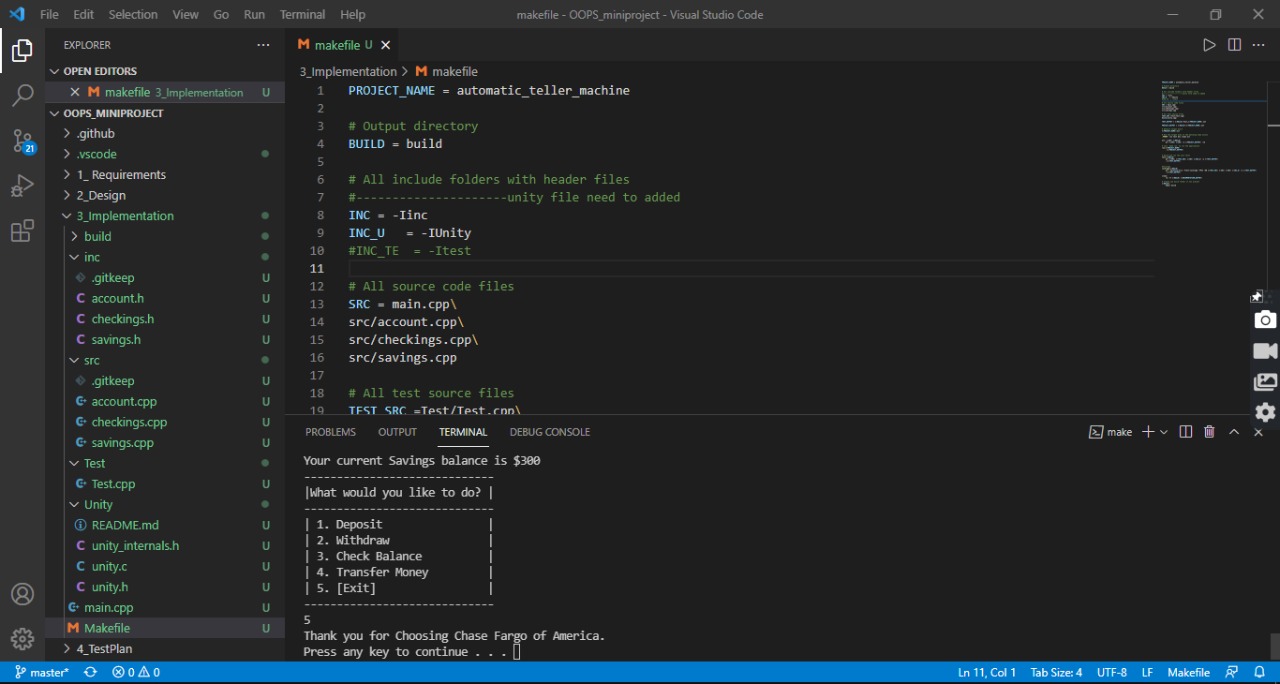 File Edit Selection View Go Run Terminal Help makefile - OOPS_miniproject - Visual Studio Code
EXPLORER
OPEN EDITORS
makefile 3_Implementation U
OOPS_MINIPROJECT
.github
.vscode
1_ Requirements
2_Design
3_Implementation
build
inc
.gitkeep U
account.h U
checkings.h U
savings.h U
src
.gitkeep U
account.cpp U
checkings.cpp U
savings.cpp U
Test
Test.cpp U
Unity
README.md U
unity_internals.h U
unity.c U
unity.h U
main.cpp U
Makefile U
4_TestPlan
21
makefile U
3_Implementation > makefile
1 PROJECT_NAME = automatic_teller_machine
2
3 # Output directory
4 BUILD = build
5
6 # All include folders with header files
7 #--------------------unity file need to added
8 INC = -Iinc
9 INC_U   = -IUnity
10 #INC_TE  = -Itest
11
12 # All source code files
13 SRC = main.cpp\
14 src/account.cpp\
15 src/checkings.cpp\
16 src/savings.cpp
17
18 # All test source files
19 TEST_SRC =Test/Test.cpp\
PROBLEMS OUTPUT TERMINAL DEBUG CONSOLE make
Your current Savings balance is $300
----------------------------
|What would you like to do? |
----------------------------
| 1. Deposit                |
| 2. Withdraw               |
| 3. Check Balance          |
| 4. Transfer Money         |
| 5. [Exit]                 |
----------------------------
5
Thank you for Choosing Chase Fargo of America.
Press any key to continue . . .
master* 0 0 Ln 11, Col 1 Tab Size: 4 UTF-8 LF Makefile